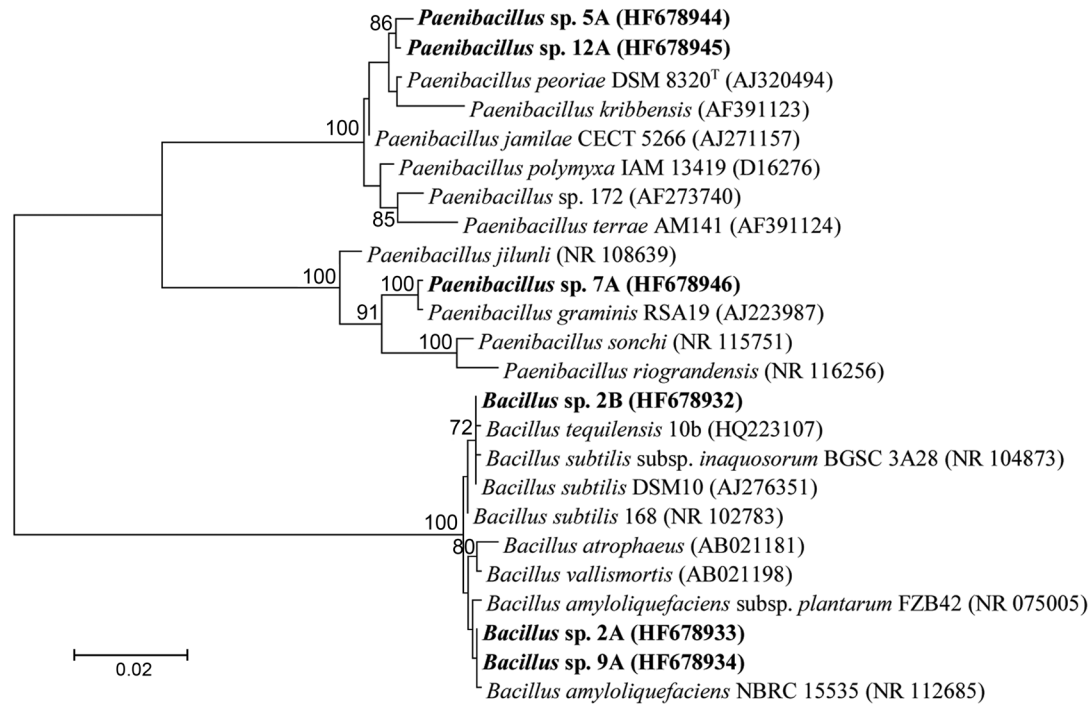 86
Paenibacillus sp. 5A (HF678944)
Paenibacillus sp. 12A (HF678945)
Paenibacillus peoriae DSM 8320ᵀ (AJ320494)
Paenibacillus kribbensis (AF391123)
100
Paenibacillus jamilae CECT 5266 (AJ271157)
Paenibacillus polymyxa IAM 13419 (D16276)
Paenibacillus sp. 172 (AF273740)
85
Paenibacillus terrae AM141 (AF391124)
Paenibacillus jilunli (NR 108639)
100
100
Paenibacillus sp. 7A (HF678946)
91
Paenibacillus graminis RSA19 (AJ223987)
100
Paenibacillus sonchi (NR 115751)
Paenibacillus riograndensis (NR 116256)
Bacillus sp. 2B (HF678932)
72
Bacillus tequilensis 10b (HQ223107)
Bacillus subtilis subsp. inaquosorum BGSC 3A28 (NR 104873)
Bacillus subtilis DSM10 (AJ276351)
Bacillus subtilis 168 (NR 102783)
100
80
Bacillus atrophaeus (AB021181)
Bacillus vallismortis (AB021198)
Bacillus amyloliquefaciens subsp. plantarum FZB42 (NR 075005)
Bacillus sp. 2A (HF678933)
Bacillus sp. 9A (HF678934)
Bacillus amyloliquefaciens NBRC 15535 (NR 112685)
0.02